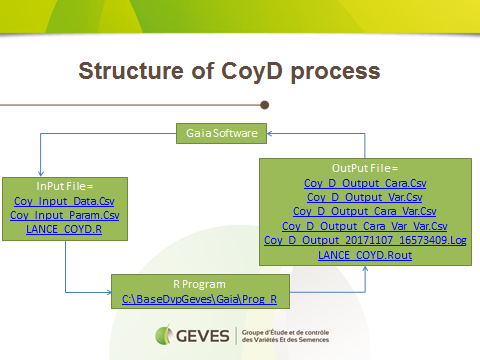 Structure of CoyD process
Gaia Software
InPut File =
Coy_Input_Data.Csv
Coy_Input_Param.Csv
LANCE_COYD.R
OutPut File =
Coy_D_Output_Cara.Csv
Coy_D_Output_Var.Csv
Coy_D_Output_Cara_Var.Csv
Coy_D_Output_Cara_Var_Var.Csv
Coy_D_Output_20171107_16573409.Log
LANCE_COYD.Rout
R Program
C:\BaseDvpGeves\Gaia\Prog_R
GEVES
Groupe d'Étude et de contrôle
des Variétés Et des Semences